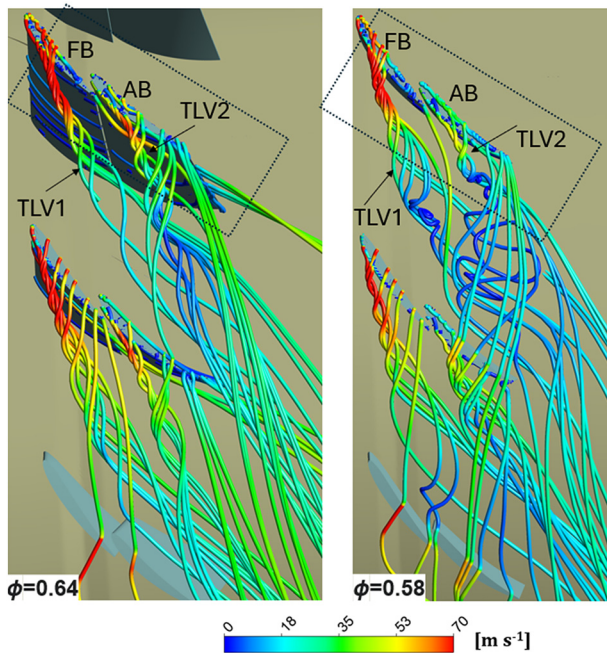 FB
AB
TLV2
TLV1
ϕ=0.64
FB
AB
TLV2
TLV1
ϕ=0.58
0 18 35 53 70
[m s⁻¹]